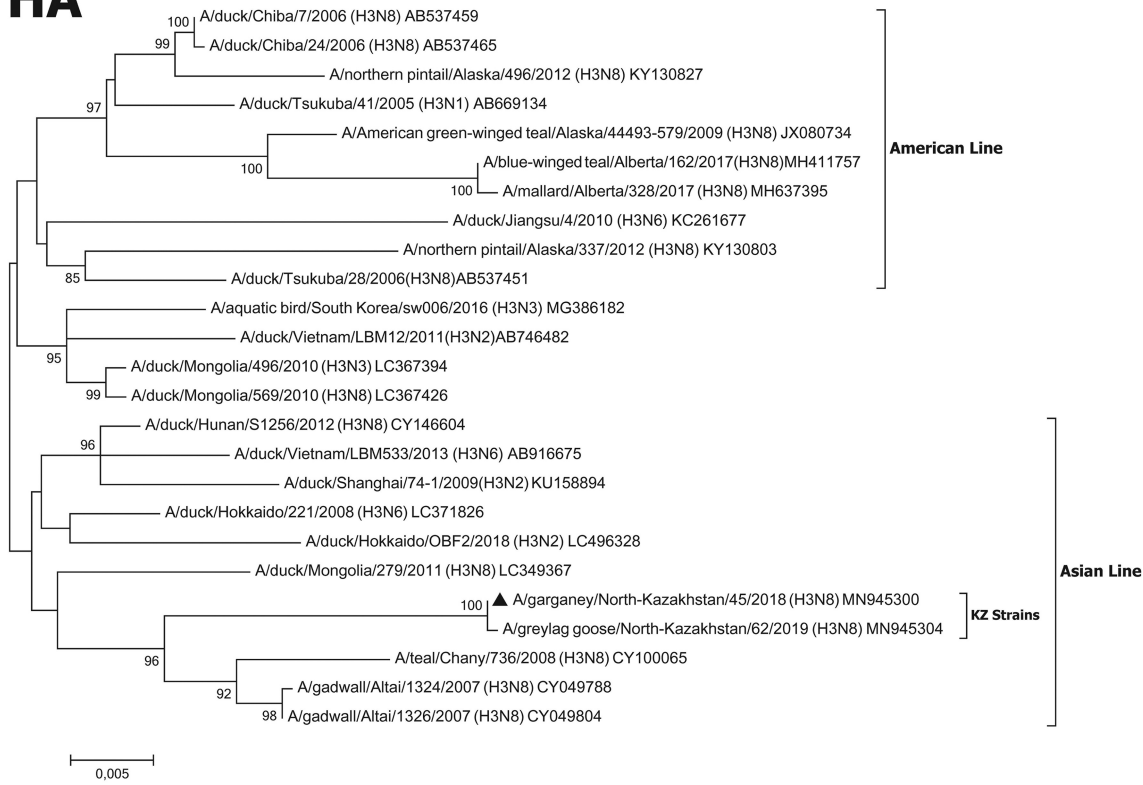 HA
100
A/duck/Chiba/7/2006 (H3N8) AB537459
99
A/duck/Chiba/24/2006 (H3N8) AB537465
A/northern pintail/Alaska/496/2012 (H3N8) KY130827
97
A/duck/Tsukuba/41/2005 (H3N1) AB669134
A/American green-winged teal/Alaska/44493-579/2009 (H3N8) JX080734
American Line
100
A/blue-winged teal/Alberta/162/2017(H3N8)MH411757
100
A/mallard/Alberta/328/2017 (H3N8) MH637395
A/duck/Jiangsu/4/2010 (H3N6) KC261677
A/northern pintail/Alaska/337/2012 (H3N8) KY130803
85
A/duck/Tsukuba/28/2006(H3N8)AB537451
A/aquatic bird/South Korea/sw006/2016 (H3N3) MG386182
A/duck/Vietnam/LBM12/2011(H3N2)AB746482
95
A/duck/Mongolia/496/2010 (H3N3) LC367394
99
A/duck/Mongolia/569/2010 (H3N8) LC367426
A/duck/Hunan/S1256/2012 (H3N8) CY146604
96
A/duck/Vietnam/LBM533/2013 (H3N6) AB916675
A/duck/Shanghai/74-1/2009(H3N2) KU158894
A/duck/Hokkaido/221/2008 (H3N6) LC371826
A/duck/Hokkaido/OBF2/2018 (H3N2) LC496328
A/duck/Mongolia/279/2011 (H3N8) LC349367
Asian Line
100
A/garganey/North-Kazakhstan/45/2018 (H3N8) MN945300
KZ Strains
A/greylag goose/North-Kazakhstan/62/2019 (H3N8) MN945304
96
A/teal/Chany/736/2008 (H3N8) CY100065
92
A/gadwall/Altai/1324/2007 (H3N8) CY049788
98
A/gadwall/Altai/1326/2007 (H3N8) CY049804
0,005